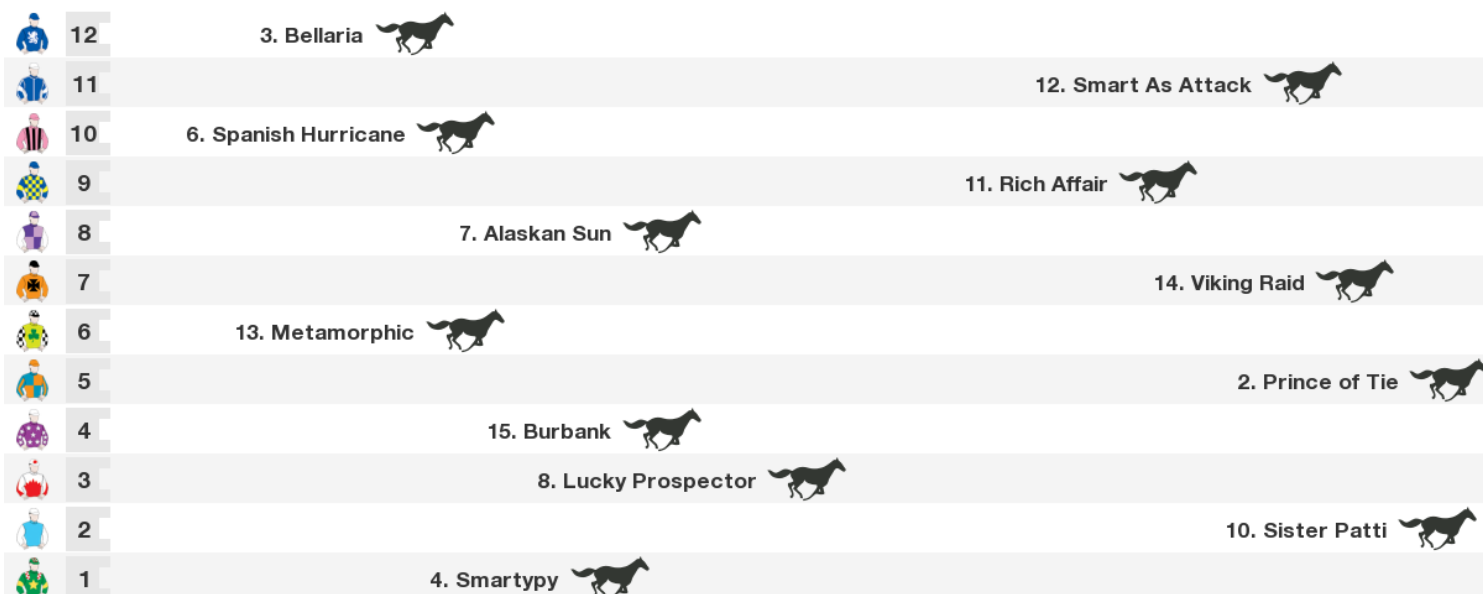 12 3. Bellaria
11 12. Smart As Attack
10 6. Spanish Hurricane
9 11. Rich Affair
8 7. Alaskan Sun
7 14. Viking Raid
6 13. Metamorphic
5 2. Prince of Tie
4 15. Burbank
3 8. Lucky Prospector
2 10. Sister Patti
1 4. Smartypy